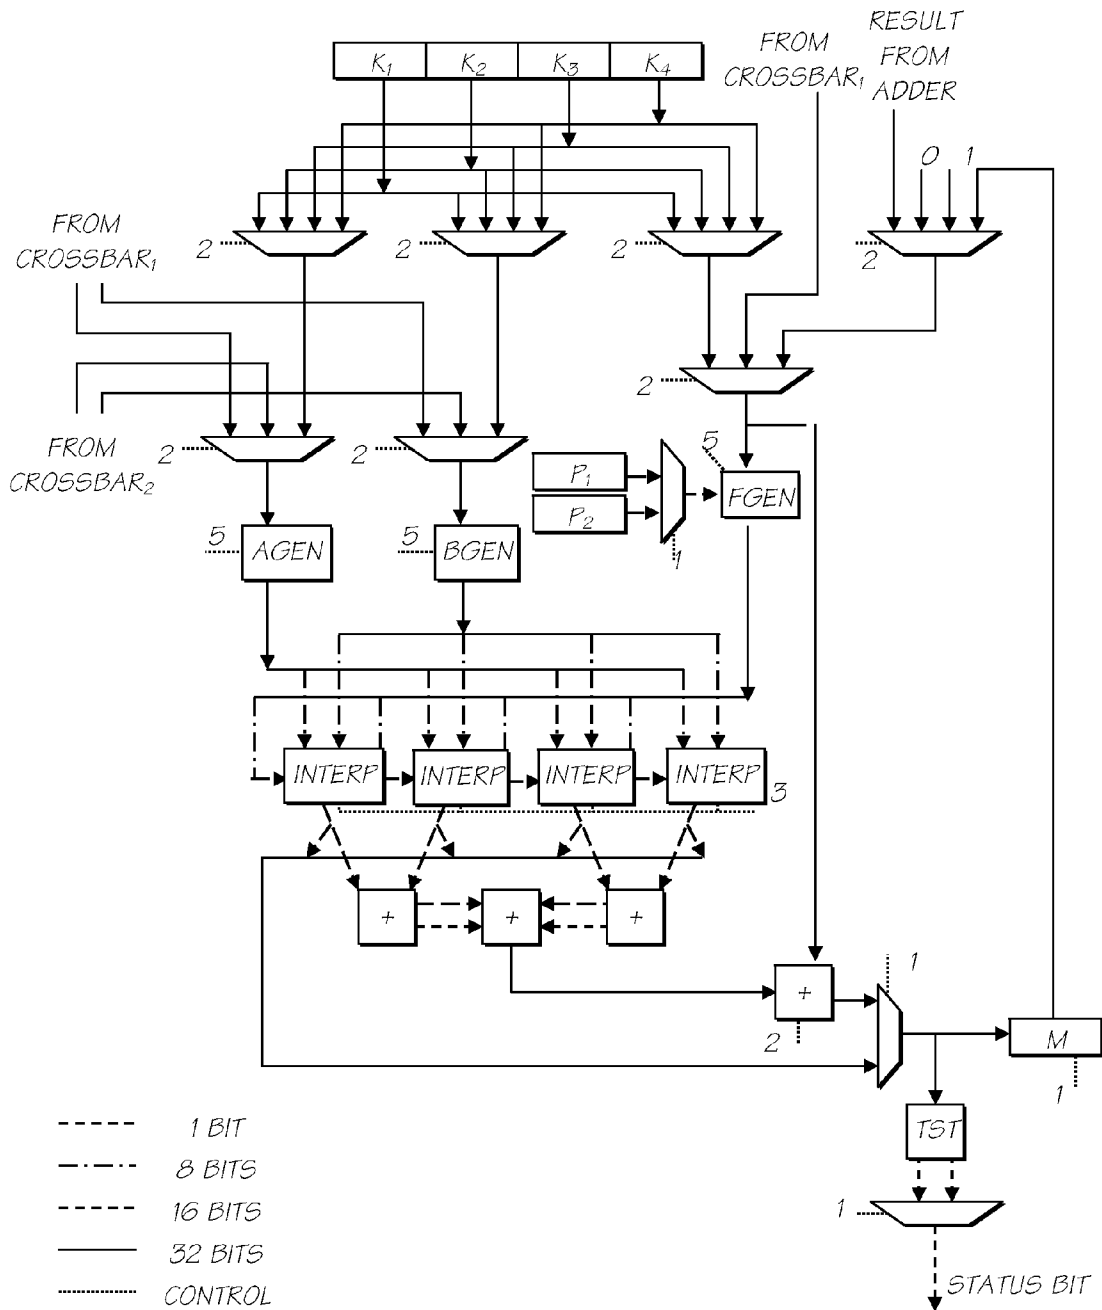 RESULT
FROM
ADDER
FROM
CROSSBAR1
K1 K2 K3 K4
0 1
FROM
CROSSBAR1
2
2
2
2
2
FROM
CROSSBAR2
2
2
5
P1
P2
FGEN
1
5
AGEN
5
BGEN
INTERP
INTERP
INTERP
INTERP
3
+
+
+
+
2
1
M
1
TST
1
STATUS BIT
1 BIT
8 BITS
16 BITS
32 BITS
CONTROL